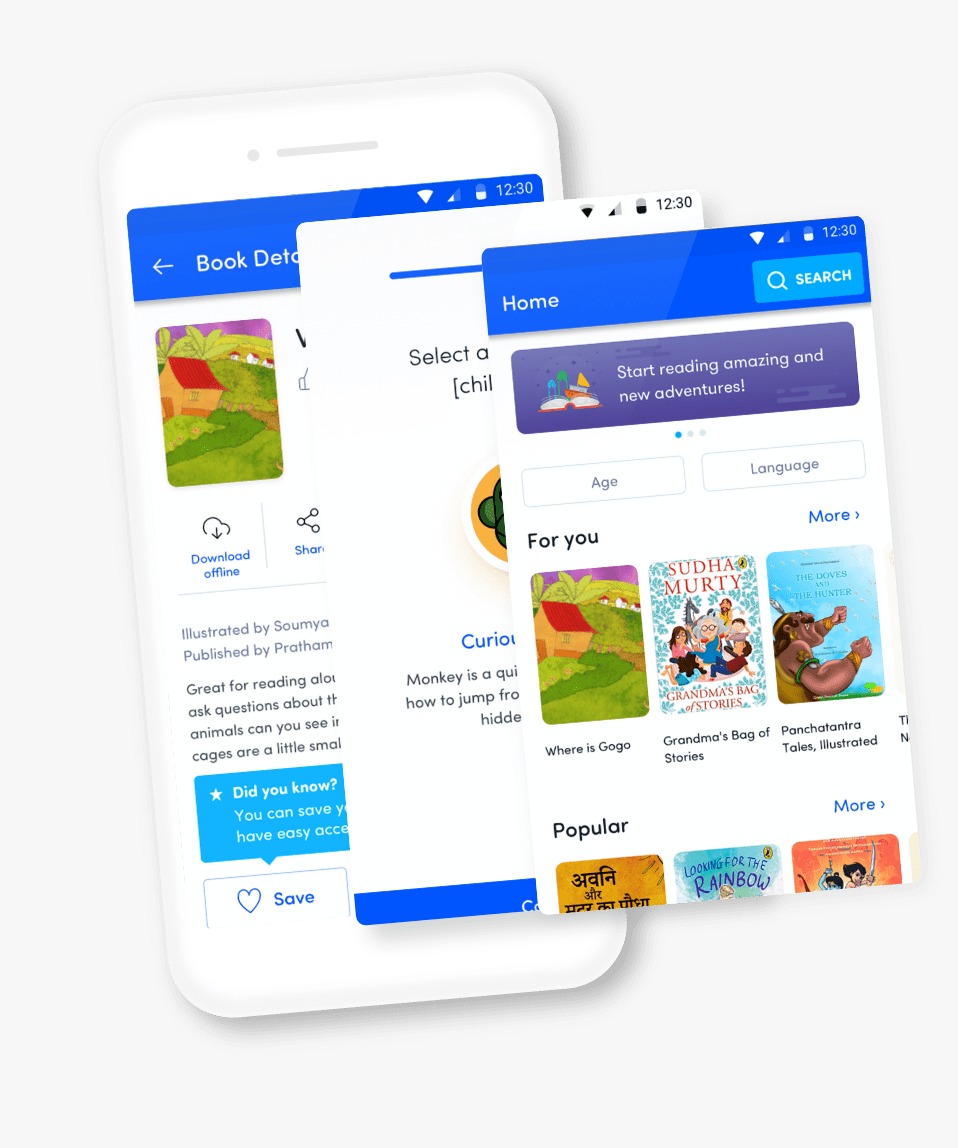 12:30
Book Deta
Download
offline
Share
Illustrated by Soumya
Published by Pratham
Great for reading alou
ask questions about th
animals can you see in
cages are a little smal
Did you know?
You can save yo
have easy acce
Save
12:30
Select a
[chil
Curiou
Monkey is a qui
how to jump fro
hidde
Co
12:30
Home
SEARCH
Start reading amazing and
new adventures!
Age
Language
For you
More ›
THE DOVES
AND
THE HUNTER
SUDHA
MURTY
GRANDMA'S BAG
of STORIES
Where is Gogo
Grandma's Bag of
Stories
Panchatantra
Tales, Illustrated
Popular
More ›
अवनि
और
मटर का पौधा
LOOKING FOR THE
RAINBOW